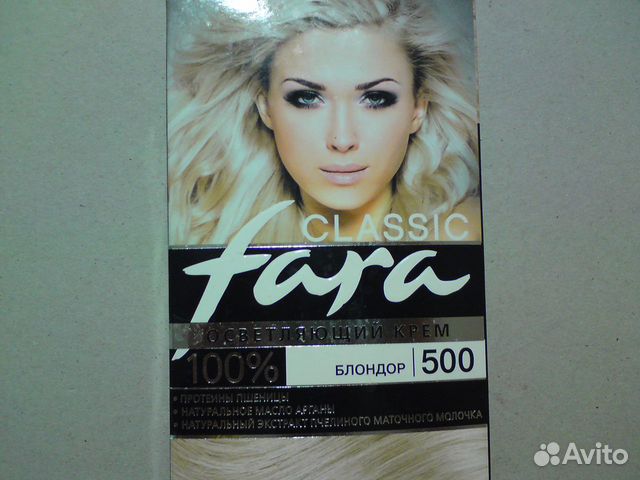 CLASSIC
fara
ОСВЕТЛЯЮЩИЙ КРЕМ
100%
БЛОНДОР 500
• ПРОТЕИНЫ ПШЕНИЦЫ
• НАТУРАЛЬНОЕ МАСЛО АРГАНЫ
• НАТУРАЛЬНЫЙ ЭКСТРАКТ ПЧЕЛИНОГО МАТОЧНОГО МОЛОЧКА
Avito